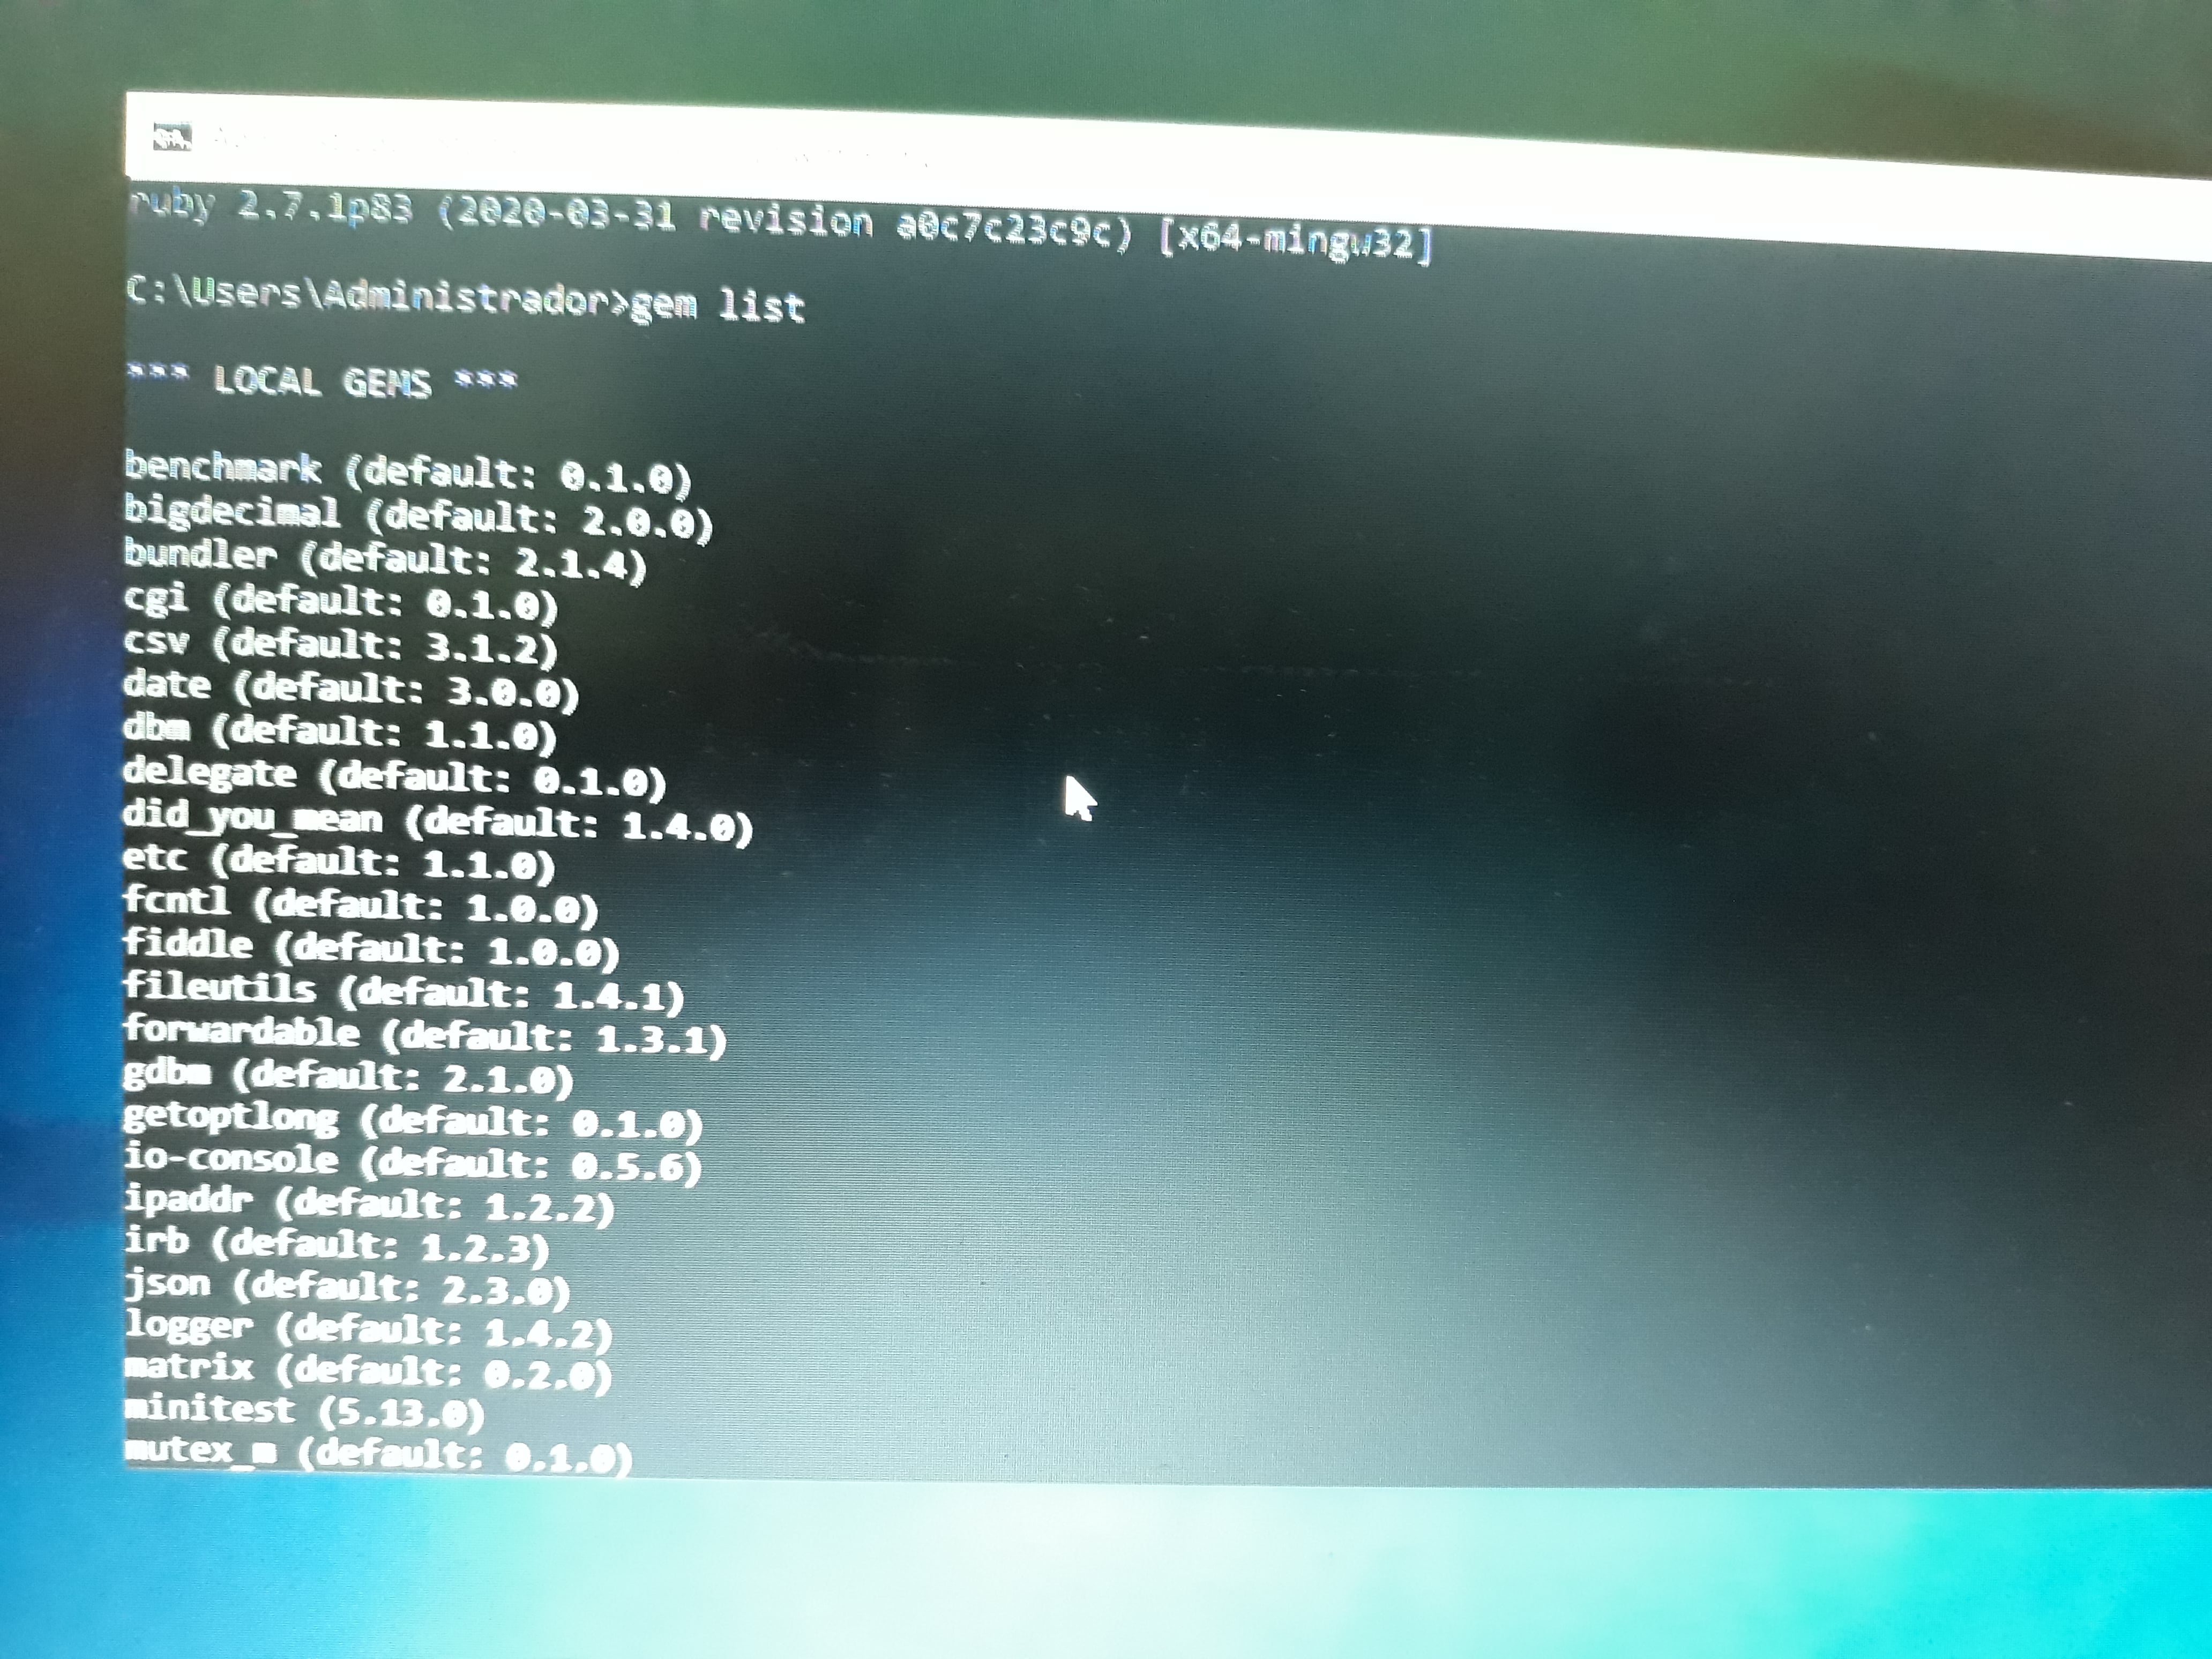 ruby 2.7.1p83 (2020-03-31 revision a0c7c23c9c) [x64-mingw32]
C:\Users\Administrador>gem list
*** LOCAL GEMS ***
benchmark (default: 0.1.0)
bigdecimal (default: 2.0.0)
bundler (default: 2.1.4)
cgi (default: 0.1.0)
csv (default: 3.1.2)
date (default: 3.0.0)
dbm (default: 1.1.0)
delegate (default: 0.1.0)
did_you_mean (default: 1.4.0)
etc (default: 1.1.0)
fcntl (default: 1.0.0)
fiddle (default: 1.0.0)
fileutils (default: 1.4.1)
forwardable (default: 1.3.1)
gdbm (default: 2.1.0)
getoptlong (default: 0.1.0)
io-console (default: 0.5.6)
ipaddr (default: 1.2.2)
irb (default: 1.2.3)
json (default: 2.3.0)
logger (default: 1.4.2)
matrix (default: 0.2.0)
minitest (5.13.0)
mutex_m (default: 0.1.0)